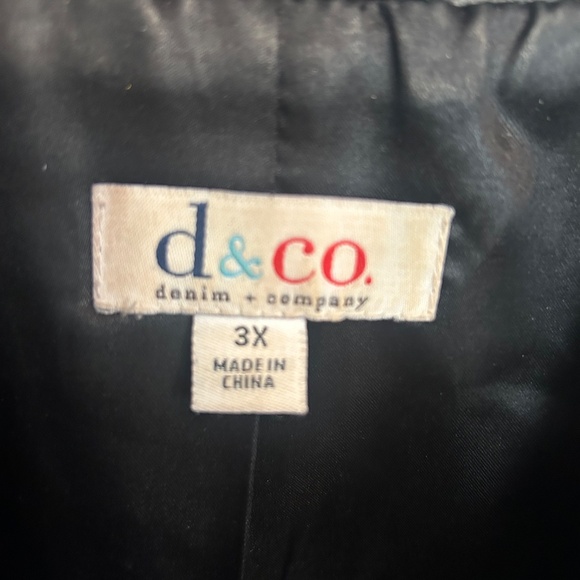 d&co.
denim + company
3X
MADE IN
CHINA